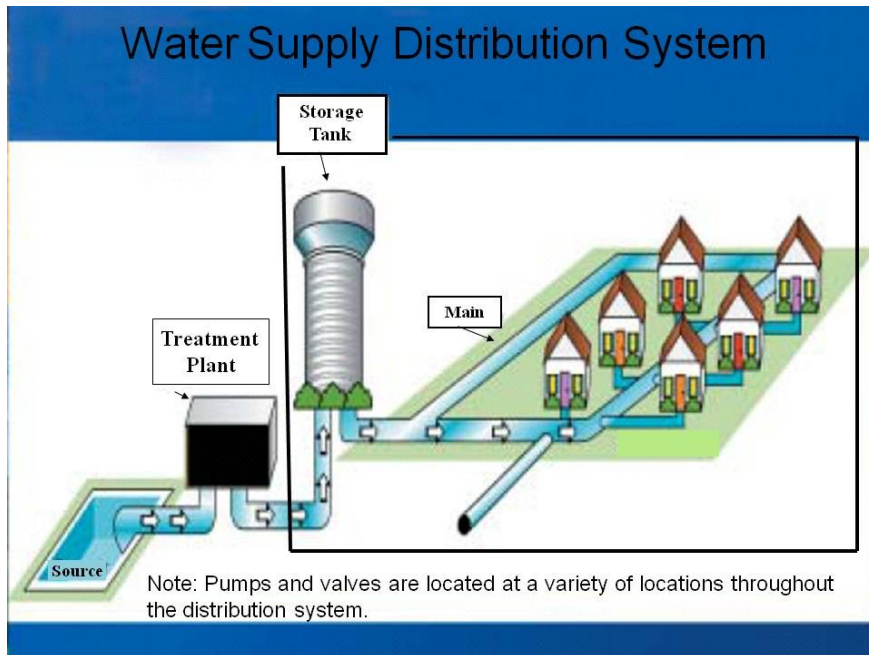 Water Supply Distribution System
Storage
Tank
Main
Treatment
Plant
Source
Note: Pumps and valves are located at a variety of locations throughout
the distribution system.